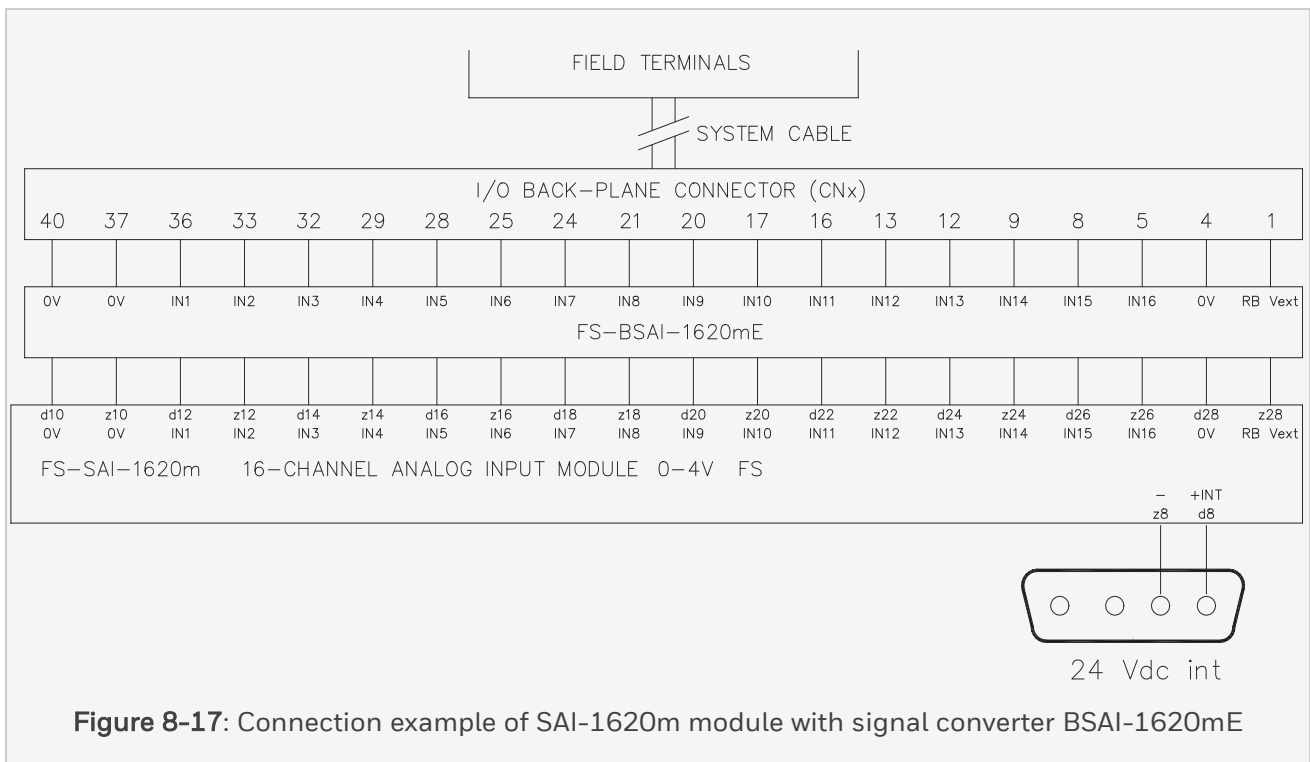 FIELD TERMINALS
SYSTEM CABLE
I/O BACK-PLANE CONNECTOR (CNx)
40 37 36 33 32 29 28 25 24 21 20 17 16 13 12 9 8 5 4 1
0V 0V IN1 IN2 IN3 IN4 IN5 IN6 IN7 IN8 IN9 IN10 IN11 IN12 IN13 IN14 IN15 IN16 0V RB Vext
FS-BSAI-1620mE
d10 z10 d12 z12 d14 z14 d16 z16 d18 z18 d20 z20 d22 z22 d24 z24 d26 z26 d28 z28
0V 0V IN1 IN2 IN3 IN4 IN5 IN6 IN7 IN8 IN9 IN10 IN11 IN12 IN13 IN14 IN15 IN16 0V RB Vext
FS-SAI-1620m 16-CHANNEL ANALOG INPUT MODULE 0-4V FS
- +INT
z8 d8
24 Vdc int
Figure 8-17: Connection example of SAI-1620m module with signal converter BSAI-1620mE